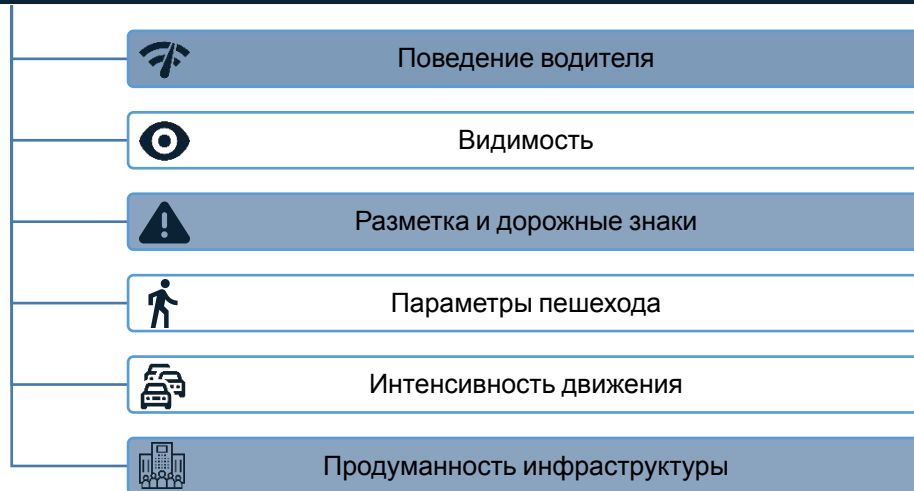 Поведение водителя
Видимость
Разметка и дорожные знаки
Параметры пешехода
Интенсивность движения
Продуманность инфраструктуры